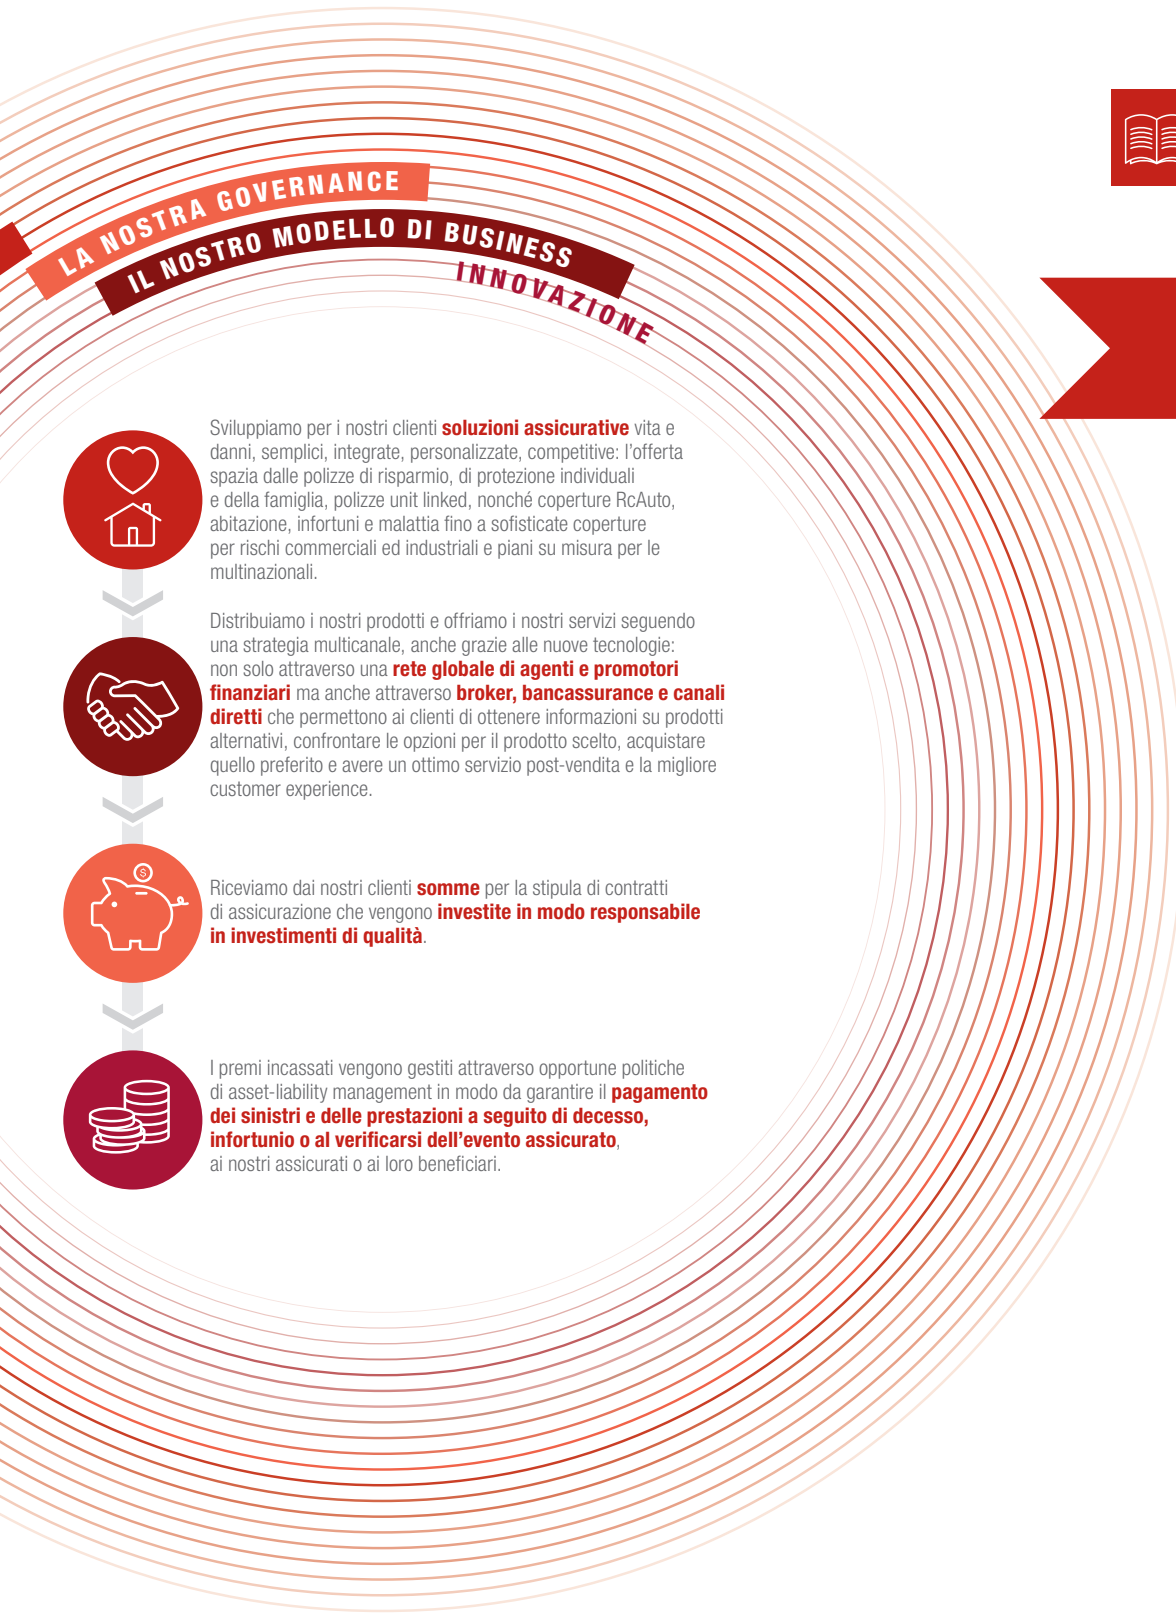 LA NOSTRA GOVERNANCE
IL NOSTRO MODELLO DI BUSINESS
INNOVAZIONE
Sviluppiamo per i nostri clienti soluzioni assicurative vita e
danni, semplici, integrate, personalizzate, competitive: l'offerta
spazia dalle polizze di risparmio, di protezione individuali
e della famiglia, polizze unit linked, nonché coperture RcAuto,
abitazione, infortuni e malattia fino a sofisticate coperture
per rischi commerciali ed industriali e piani su misura per le
multinazionali.
Distribuiamo i nostri prodotti e offriamo i nostri servizi seguendo
una strategia multicanale, anche grazie alle nuove tecnologie:
non solo attraverso una rete globale di agenti e promotori
finanziari ma anche attraverso broker, bancassurance e canali
diretti che permettono ai clienti di ottenere informazioni su prodotti
alternativi, confrontare le opzioni per il prodotto scelto, acquistare
quello preferito e avere un ottimo servizio post-vendita e la migliore
customer experience.
$
Riceviamo dai nostri clienti somme per la stipula di contratti
di assicurazione che vengono investite in modo responsabile
in investimenti di qualità.
I premi incassati vengono gestiti attraverso opportune politiche
di asset-liability management in modo da garantire il pagamento
dei sinistri e delle prestazioni a seguito di decesso,
infortunio o al verificarsi dell'evento assicurato,
ai nostri assicurati o ai loro beneficiari.